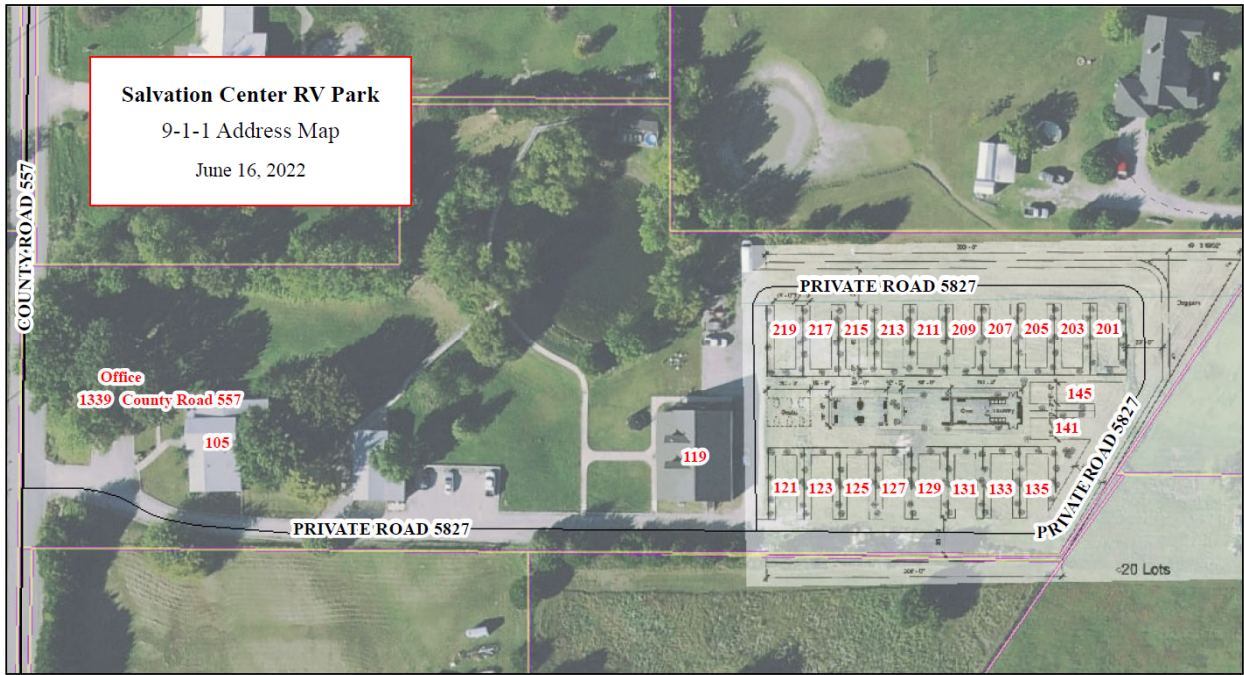 Salvation Center RV Park
9-1-1 Address Map
June 16, 2022
COUNTY ROAD 557
Office
1339 County Road 557
105
119
PRIVATE ROAD 5827
PRIVATE ROAD 5827
219 217 215 213 211 209 207 205 203 201
145
141
121 123 125 127 129 131 133 135
PRIVATE ROAD 5827
20 Lots